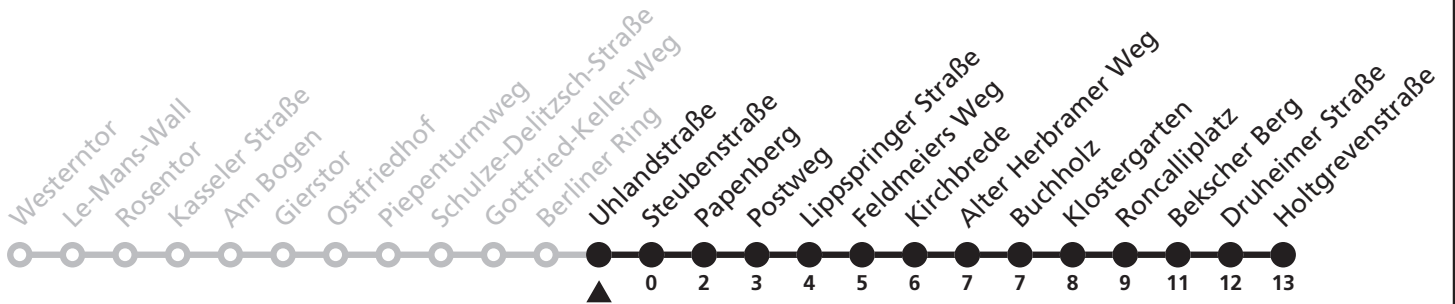 Westerntor
Le-Mans-Wall
Rosentor
Kasseler Straße
Am Bogen
Gierstor
Ostfriedhof
Piepenturmweg
Schulze-Delitzsch-Straße
Gottfried-Keller-Weg
Berliner Ring
Uhlandstraße
Steubenstraße
Papenberg
Postweg
Lippspringer Straße
Feldmeiers Weg
Kirchbrede
Alter Herbramer Weg
Buchholz
Klostergarten
Roncalliplatz
Bekscher Berg
Druheimer Straße
Holtgrevenstraße
0 2 3 4 5 6 7 7 8 9 11 12 13